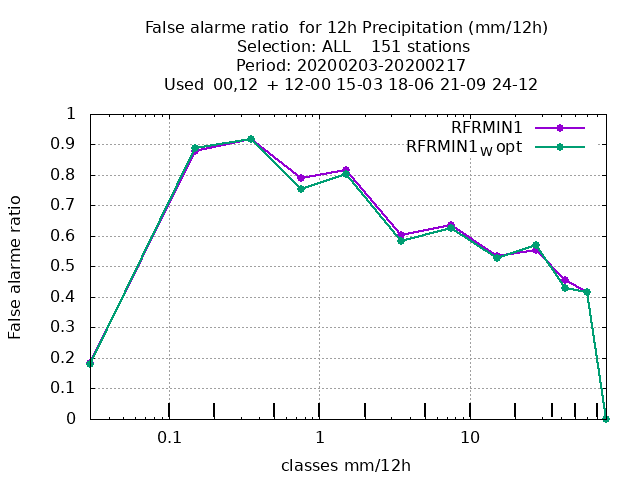 False alarme ratio  for 12h Precipitation (mm/12h)
Selection: ALL    151 stations
Period: 20200203-20200217
Used  00,12  + 12-00 15-03 18-06 21-09 24-12
RFRMIN1
RFRMIN1W opt
1
0.9
0.8
0.7
0.6
0.5
0.4
0.3
0.2
0.1
0
False alarme ratio
0.1 1 10
classes mm/12h